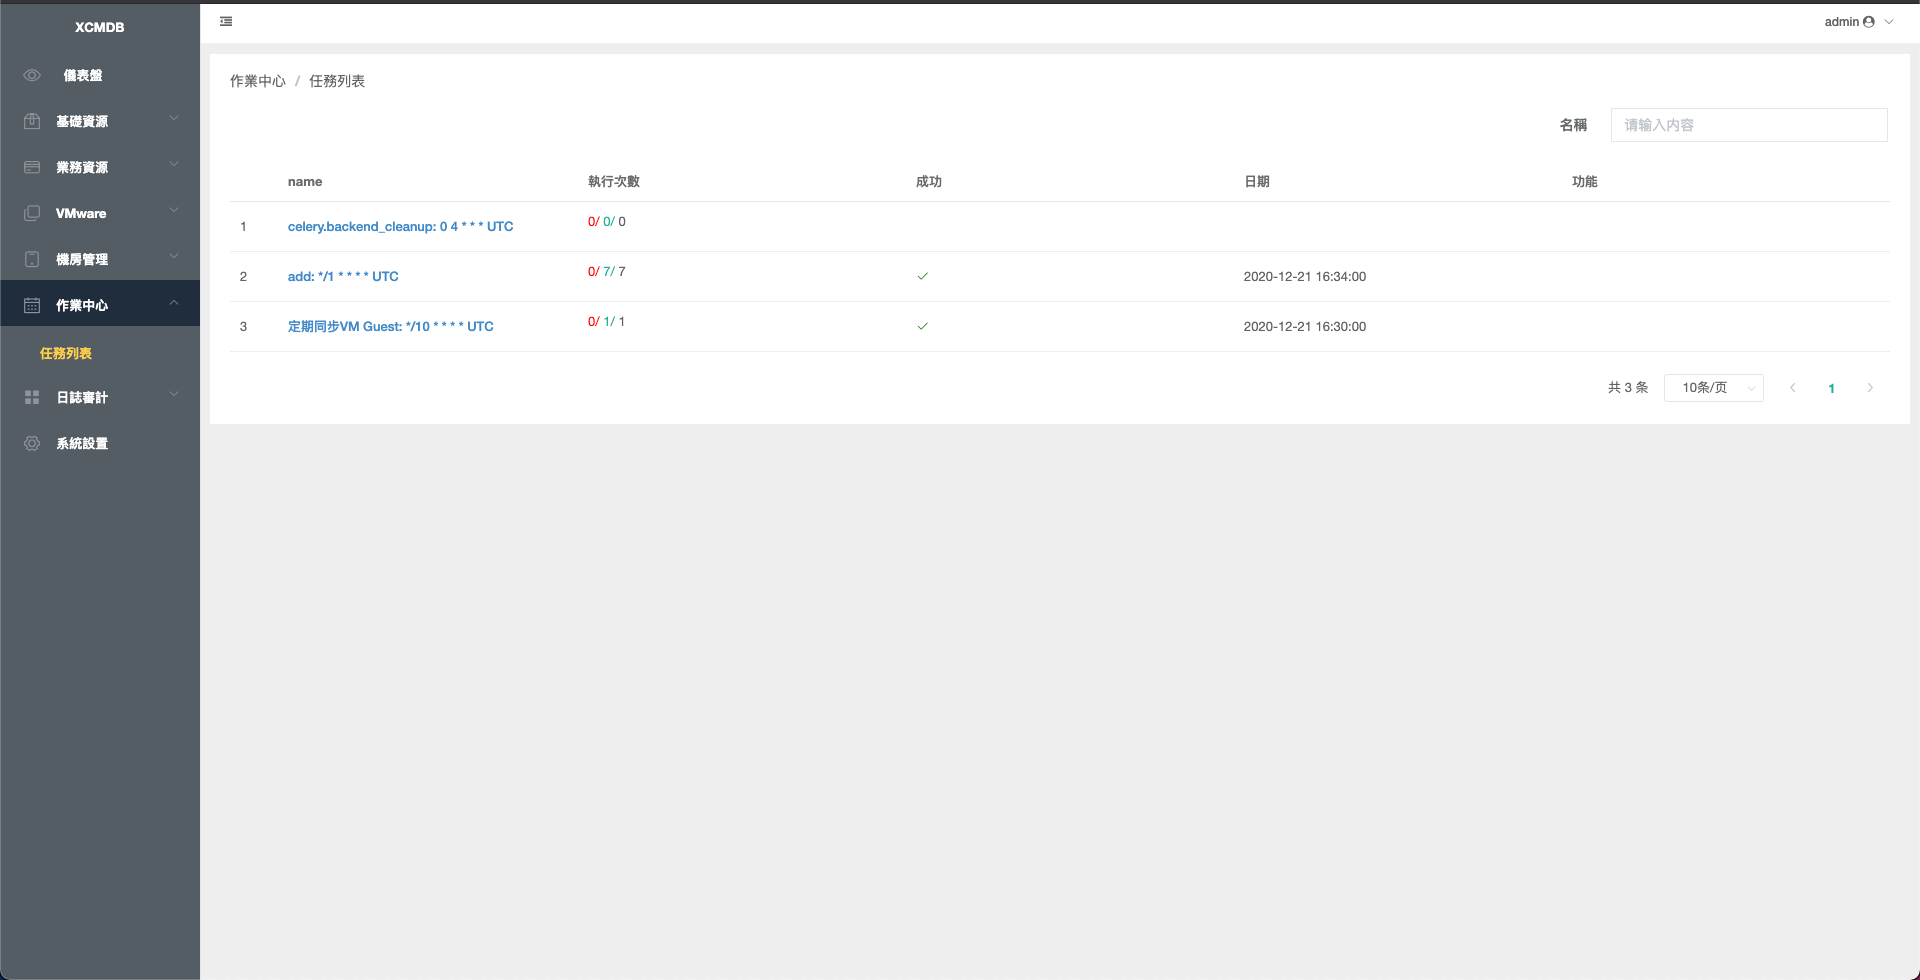 XCMDB
儀表盤
基礎資源
業務資源
VMware
機房管理
作業中心
任務列表
日誌審計
系統設置
admin
作業中心 / 任務列表
名稱 请输入内容
name 執行次數 成功 日期 功能
1 celery.backend_cleanup: 0 4 * * * UTC 0/ 0/ 0
2 add: */1 * * * * UTC 0/ 7/ 7 2020-12-21 16:34:00
3 定期同步VM Guest: */10 * * * * UTC 0/ 1/ 1 2020-12-21 16:30:00
共 3 条 10条/页 1